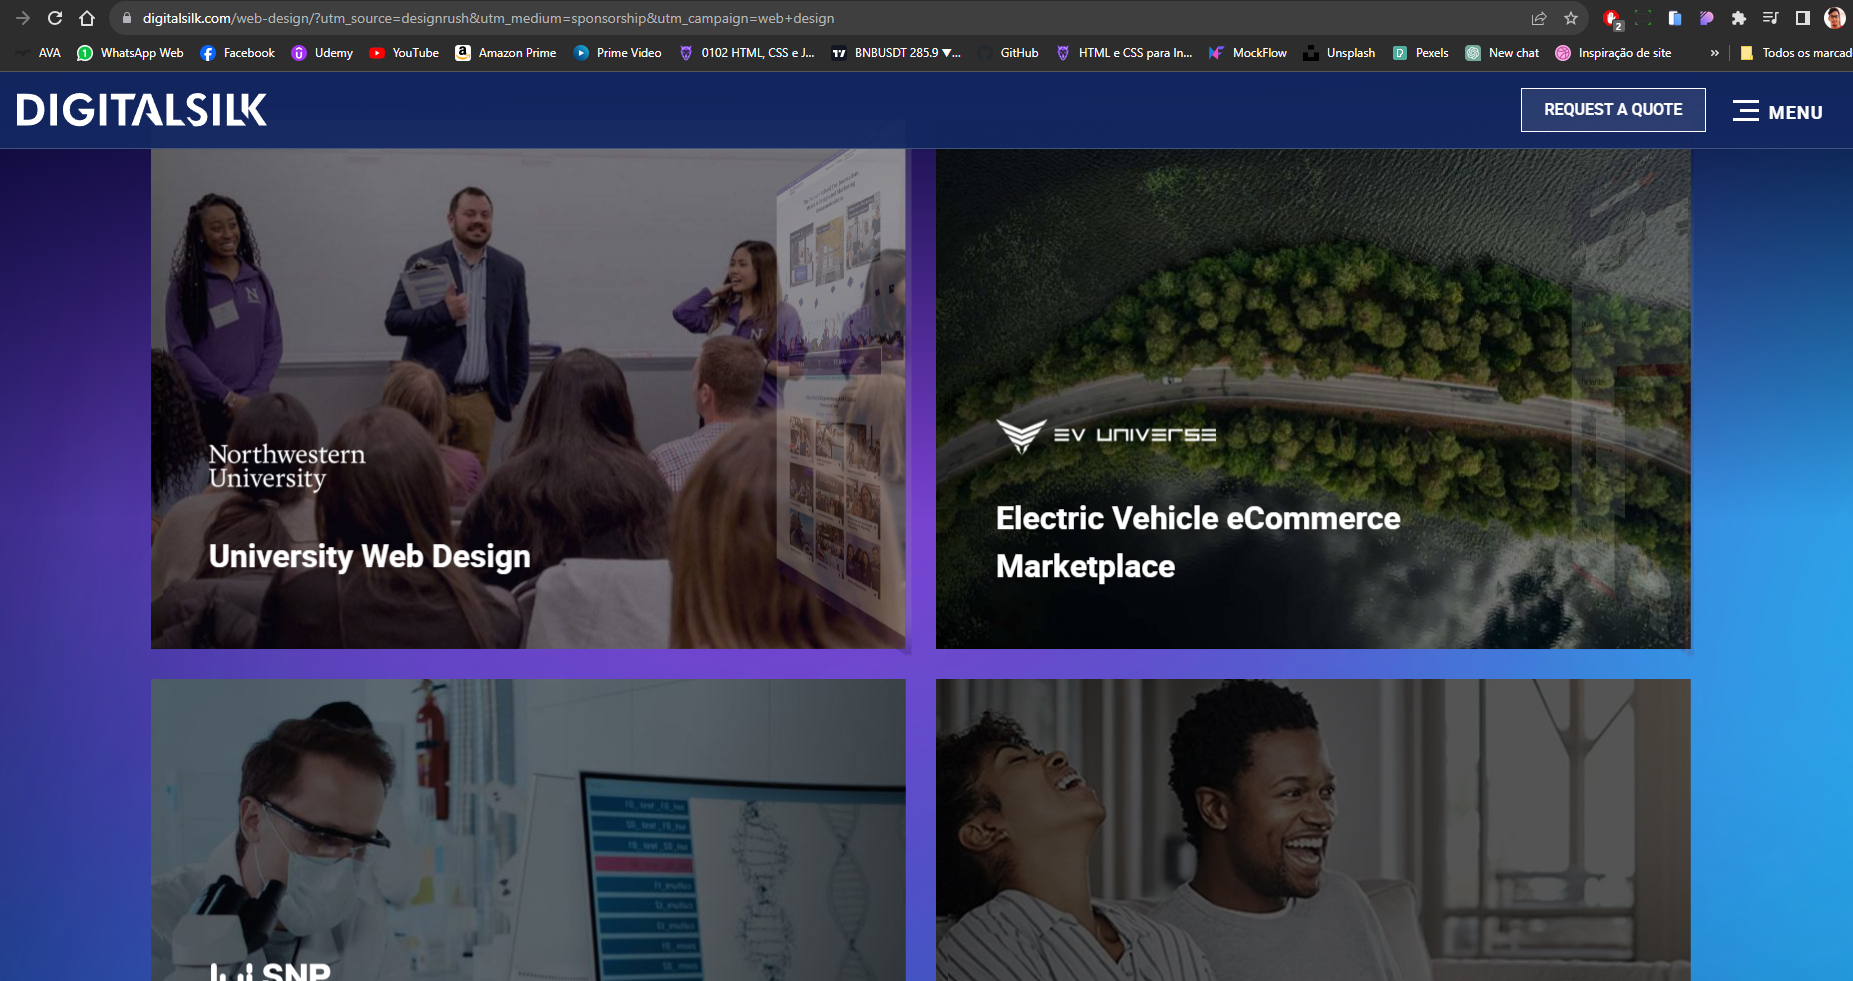 digitalsilk.com/web-design/?utm_source=designrush&utm_medium=sponsorship&utm_campaign=web+design
2
AVA WhatsApp Web Facebook Udemy YouTube Amazon Prime Prime Video 0102 HTML, CSS e J... BNBUSDT 285.9 ▼... GitHub HTML e CSS para In... MockFlow Unsplash Pexels New chat Inspiração de site » Todos os marcad
DIGITALSILK
REQUEST A QUOTE
MENU
Northwestern
University
University Web Design
EV UNIVERSE
Electric Vehicle eCommerce
Marketplace
SNP